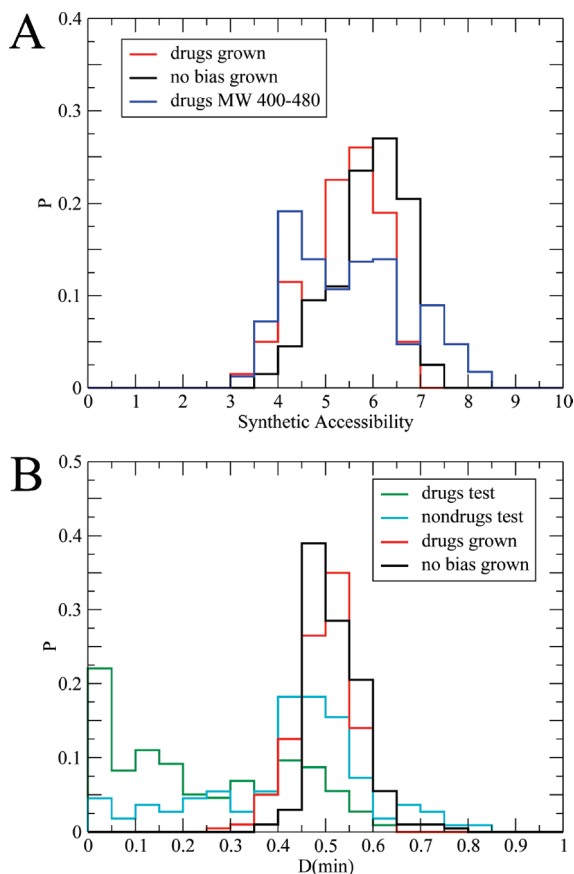 A
0.4
drugs grown
no bias grown
drugs MW 400-480
0.3
P
0.2
0.1
0
0 1 2 3 4 5 6 7 8 9 10
Synthetic Accessibility
B
0.5
drugs test
nondrugs test
drugs grown
no bias grown
0.4
0.3
P
0.2
0.1
0
0 0.1 0.2 0.3 0.4 0.5 0.6 0.7 0.8 0.9 1
D(min)